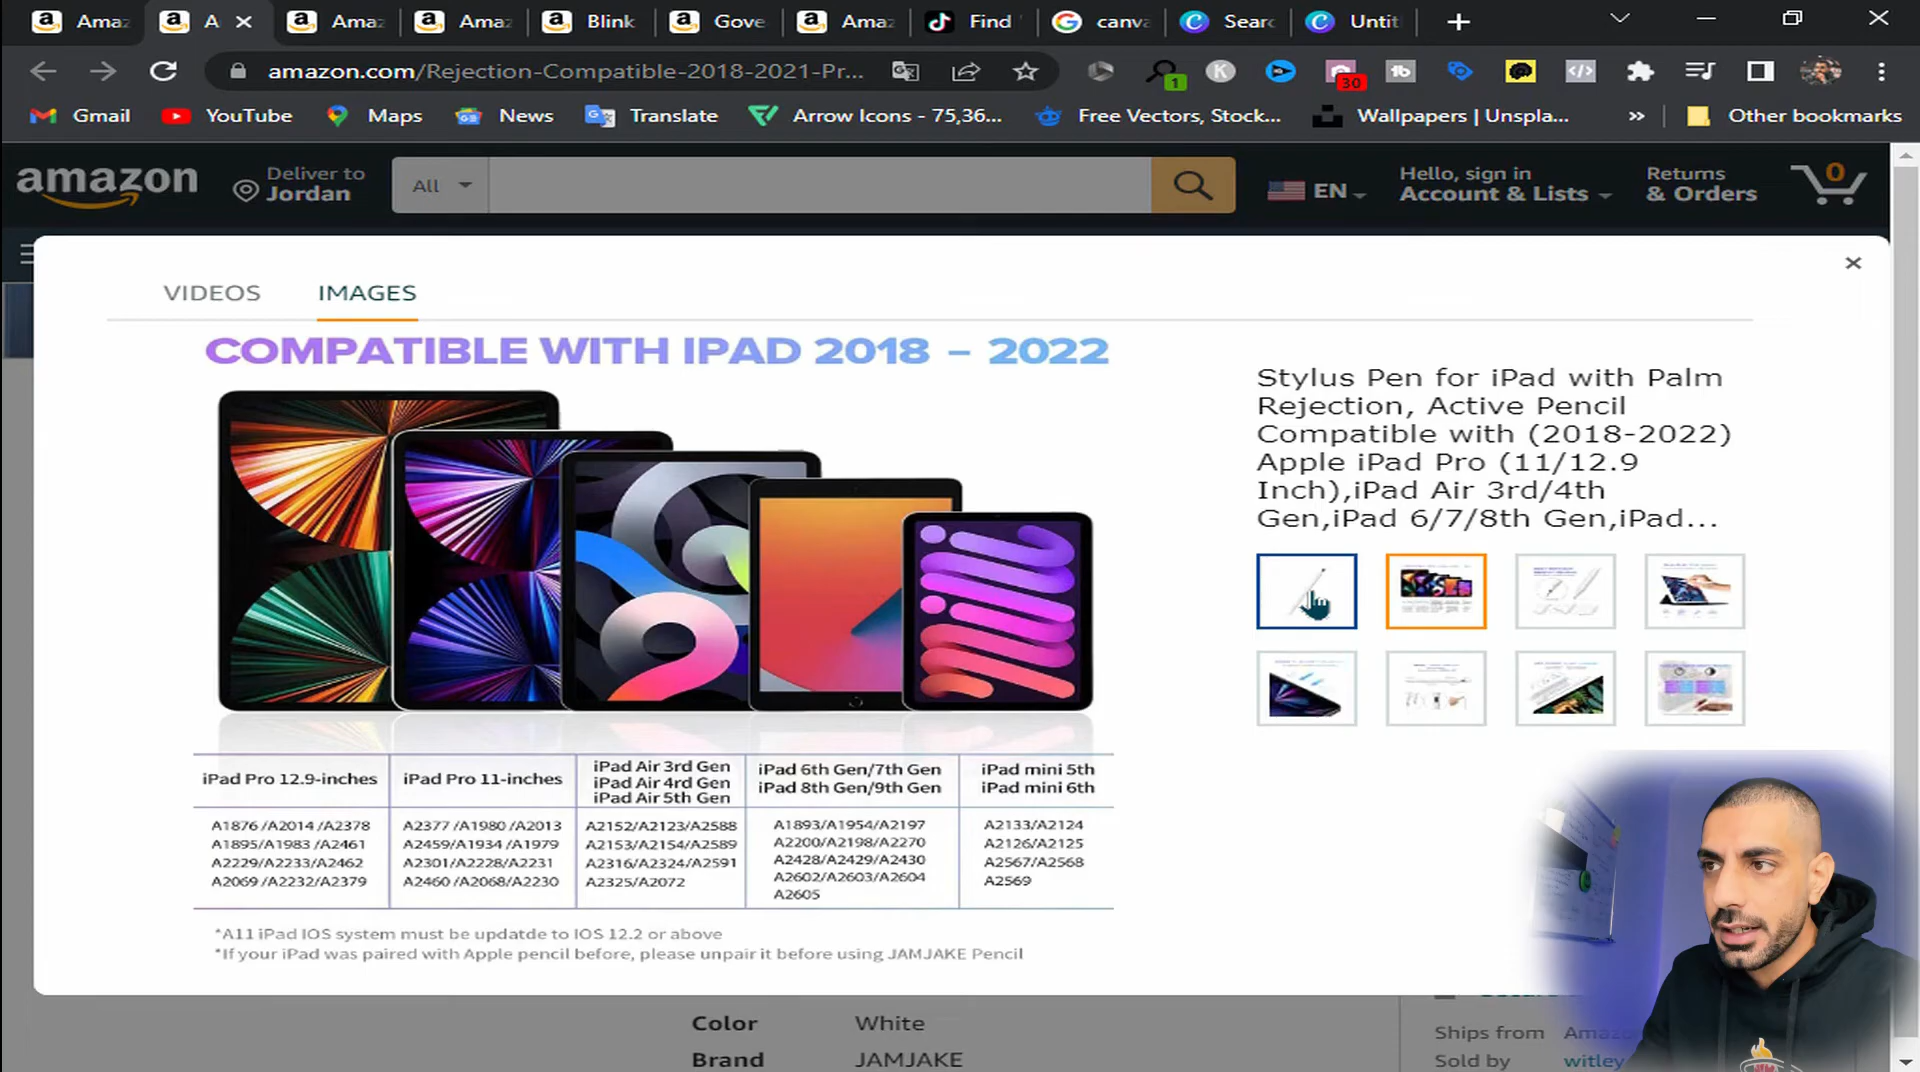 Amaz
A
Amaz
Amaz
Blink
Gove
Amaz
Find
canva
Searc
Untit
amazon.com/Rejection-Compatible-2018-2021-Pr...
1
K
30
Gmail
YouTube
Maps
News
Translate
Arrow Icons - 75,36...
Free Vectors, Stock...
Wallpapers | Unspla...
»
Other bookmarks
amazon
Deliver to
Jordan
All
EN
Hello, sign in
Account & Lists
Returns
& Orders
0
VIDEOS
IMAGES
COMPATIBLE WITH IPAD 2018 – 2022
iPad Pro 12.9-inches
A1876 /A2014 /A2378
A1895/A1983 /A2461
A2229/A2233/A2462
A2069 /A2232/A2379
iPad Pro 11-inches
A2377 /A1980 /A2013
A2459/A1934 /A1979
A2301/A2228/A2231
A2460 /A2068/A2230
iPad Air 3rd Gen
iPad Air 4rd Gen
iPad Air 5th Gen
A2152/A2123/A2588
A2153/A2154/A2589
A2316/A2324/A2591
A2325/A2072
iPad 6th Gen/7th Gen
iPad 8th Gen/9th Gen
A1893/A1954/A2197
A2200/A2198/A2270
A2428/A2429/A2430
A2602/A2603/A2604
A2605
iPad mini 5th
iPad mini 6th
A2133/A2124
A2126/A2125
A2567/A2568
A2569
*A11 iPad IOS system must be updatde to IOS 12.2 or above
*If your iPad was paired with Apple pencil before, please unpair it before using JAMJAKE Pencil
Stylus Pen for iPad with Palm
Rejection, Active Pencil
Compatible with (2018-2022)
Apple iPad Pro (11/12.9
Inch),iPad Air 3rd/4th
Gen,iPad 6/7/8th Gen,iPad...
Color White
Brand JAMJAKE
Ships from Amaz
Sold by witley